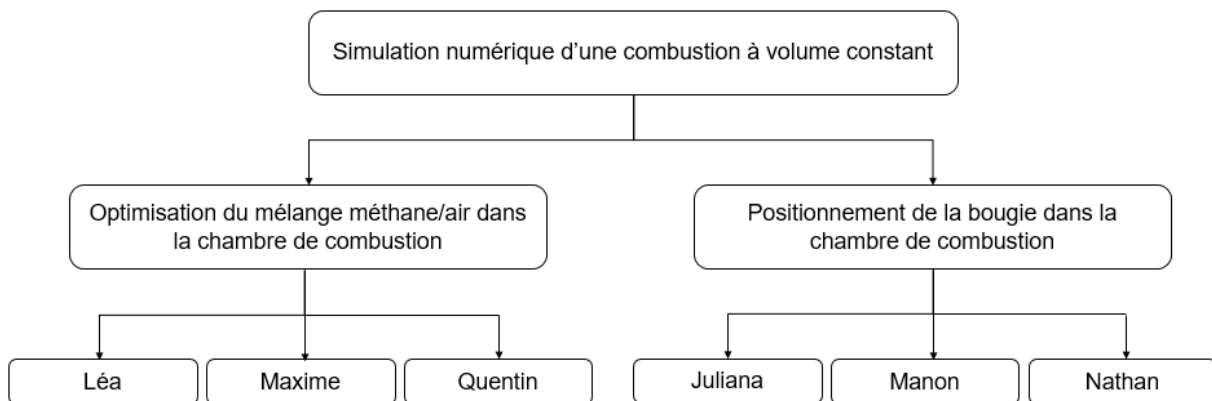 Simulation numérique d'une combustion à volume constant
Optimisation du mélange méthane/air dans
la chambre de combustion
Positionnement de la bougie dans la
chambre de combustion
Léa
Maxime
Quentin
Juliana
Manon
Nathan